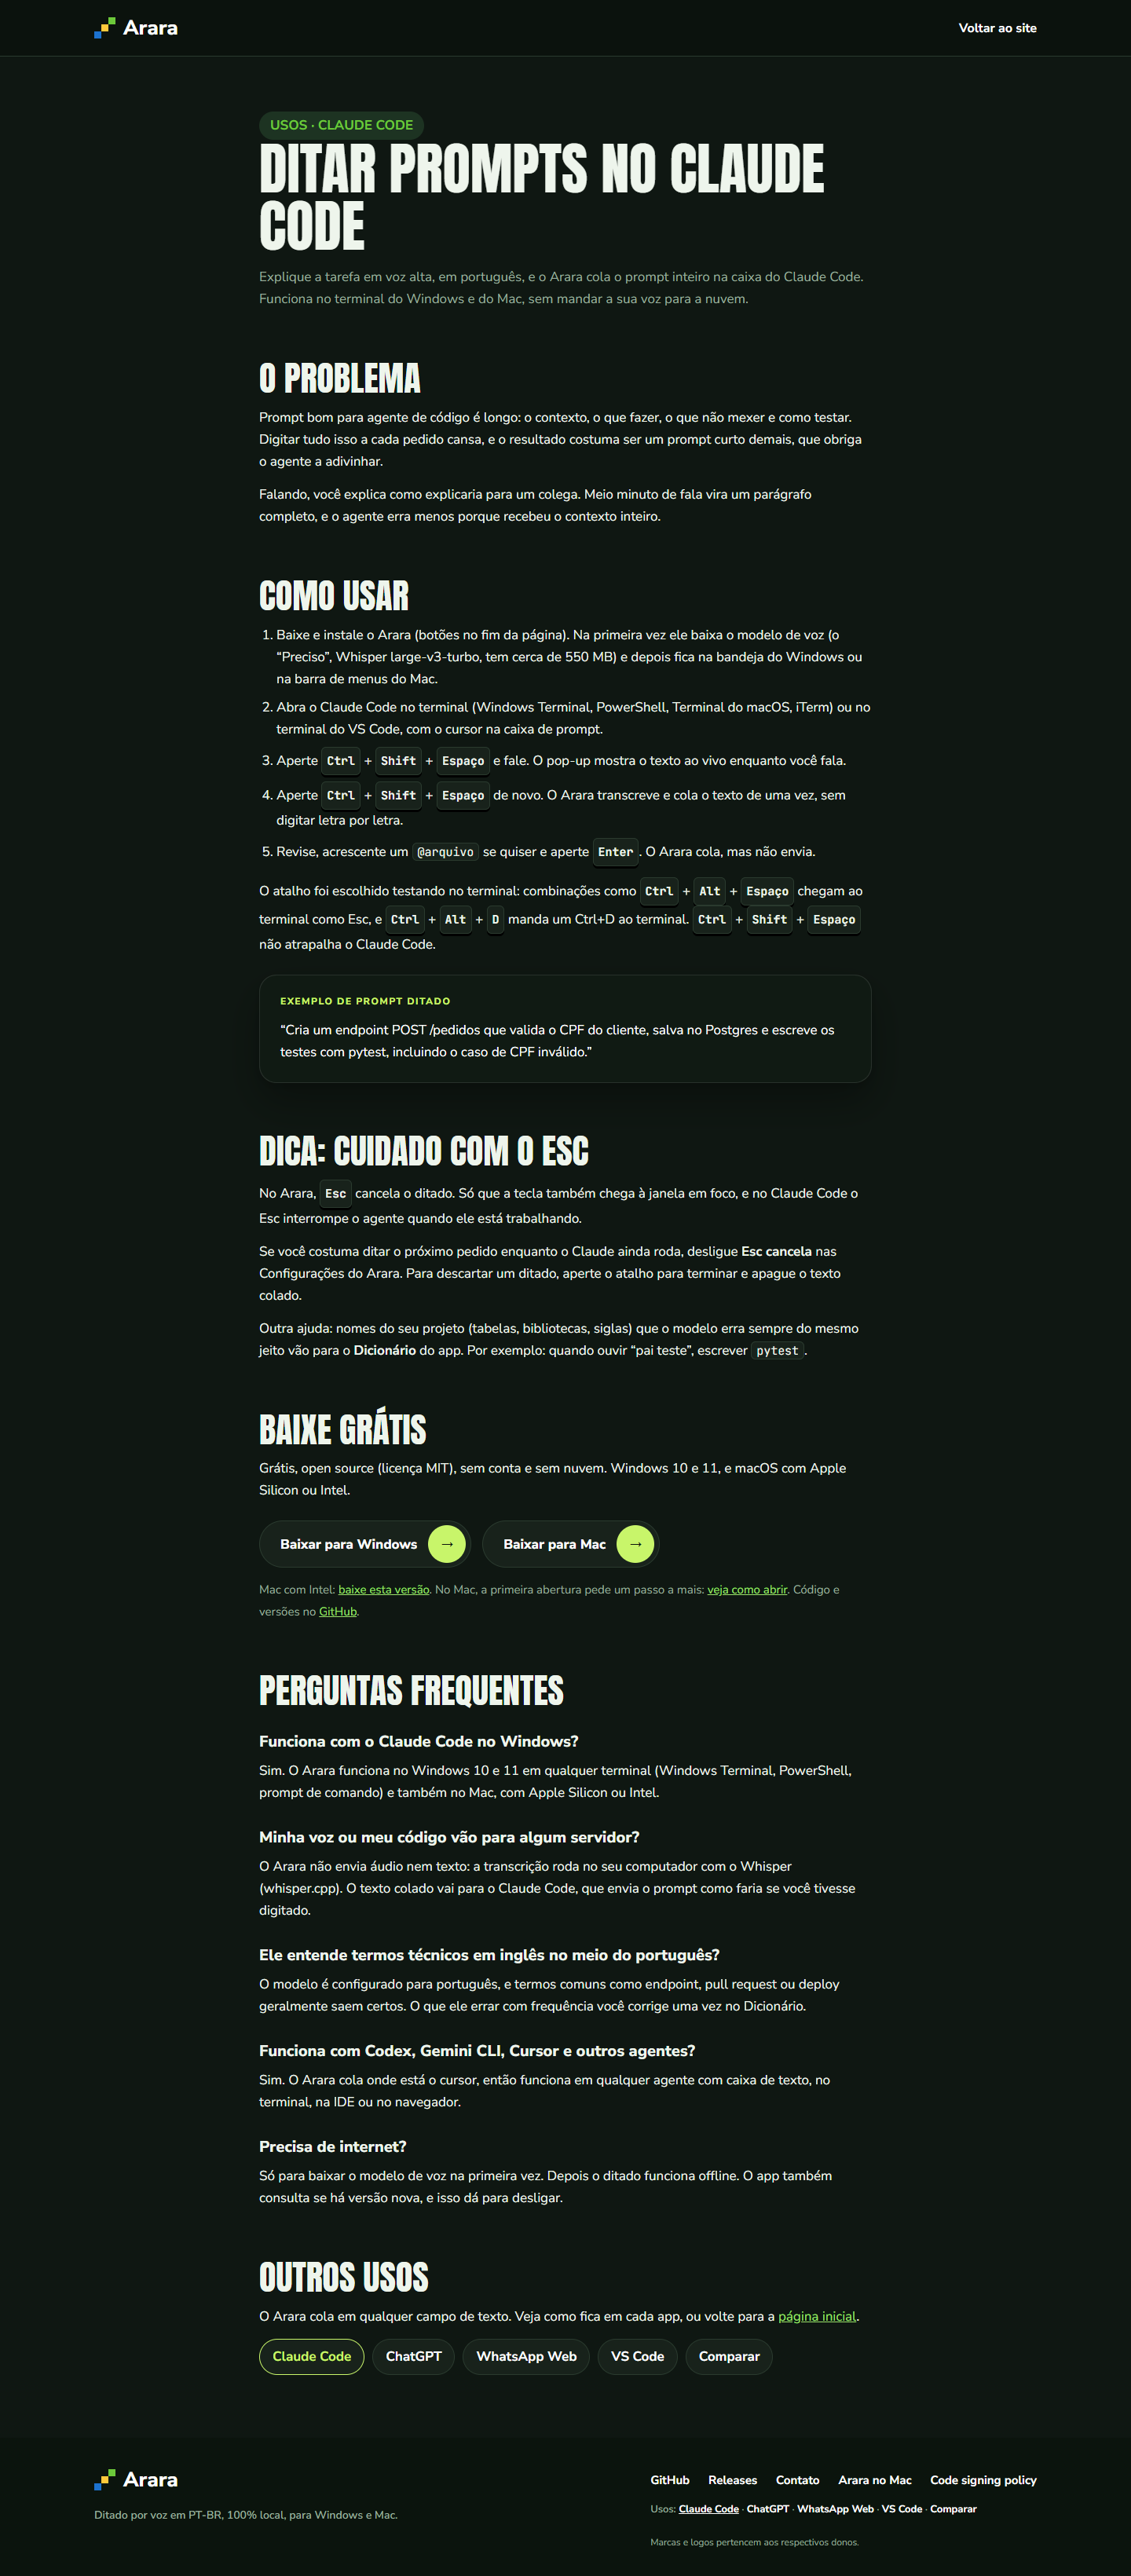 Arara
Voltar ao site
USOS · CLAUDE CODE
DITAR PROMPTS NO CLAUDE
CODE
Explique a tarefa em voz alta, em português, e o Arara cola o prompt inteiro na caixa do Claude Code.
Funciona no terminal do Windows e do Mac, sem mandar a sua voz para a nuvem.
O PROBLEMA
Prompt bom para agente de código é longo: o contexto, o que fazer, o que não mexer e como testar.
Digitar tudo isso a cada pedido cansa, e o resultado costuma ser um prompt curto demais, que obriga
o agente a adivinhar.
Falando, você explica como explicaria para um colega. Meio minuto de fala vira um parágrafo
completo, e o agente erra menos porque recebeu o contexto inteiro.
COMO USAR
1. Baixe e instale o Arara (botões no fim da página). Na primeira vez ele baixa o modelo de voz (o
“Preciso”, Whisper large-v3-turbo, tem cerca de 550 MB) e depois fica na bandeja do Windows ou
na barra de menus do Mac.
2. Abra o Claude Code no terminal (Windows Terminal, PowerShell, Terminal do macOS, iTerm) ou no
terminal do VS Code, com o cursor na caixa de prompt.
3. Aperte Ctrl + Shift + Espaço e fale. O pop-up mostra o texto ao vivo enquanto você fala.
4. Aperte Ctrl + Shift + Espaço de novo. O Arara transcreve e cola o texto de uma vez, sem
digitar letra por letra.
5. Revise, acrescente um @arquivo se quiser e aperte Enter. O Arara cola, mas não envia.
O atalho foi escolhido testando no terminal: combinações como Ctrl + Alt + Espaço chegam ao
terminal como Esc, e Ctrl + Alt + D manda um Ctrl+D ao terminal. Ctrl + Shift + Espaço
não atrapalha o Claude Code.
EXEMPLO DE PROMPT DITADO
“Cria um endpoint POST /pedidos que valida o CPF do cliente, salva no Postgres e escreve os
testes com pytest, incluindo o caso de CPF inválido.”
DICA: CUIDADO COM O ESC
No Arara, Esc cancela o ditado. Só que a tecla também chega à janela em foco, e no Claude Code o
Esc interrompe o agente quando ele está trabalhando.
Se você costuma ditar o próximo pedido enquanto o Claude ainda roda, desligue Esc cancela nas
Configurações do Arara. Para descartar um ditado, aperte o atalho para terminar e apague o texto
colado.
Outra ajuda: nomes do seu projeto (tabelas, bibliotecas, siglas) que o modelo erra sempre do mesmo
jeito vão para o Dicionário do app. Por exemplo: quando ouvir “pai teste”, escrever pytest.
BAIXE GRÁTIS
Grátis, open source (licença MIT), sem conta e sem nuvem. Windows 10 e 11, e macOS com Apple
Silicon ou Intel.
Baixar para Windows →
Baixar para Mac →
Mac com Intel: baixe esta versão. No Mac, a primeira abertura pede um passo a mais: veja como abrir. Código e
versões no GitHub.
PERGUNTAS FREQUENTES
Funciona com o Claude Code no Windows?
Sim. O Arara funciona no Windows 10 e 11 em qualquer terminal (Windows Terminal, PowerShell,
prompt de comando) e também no Mac, com Apple Silicon ou Intel.
Minha voz ou meu código vão para algum servidor?
O Arara não envia áudio nem texto: a transcrição roda no seu computador com o Whisper
(whisper.cpp). O texto colado vai para o Claude Code, que envia o prompt como faria se você tivesse
digitado.
Ele entende termos técnicos em inglês no meio do português?
O modelo é configurado para português, e termos comuns como endpoint, pull request ou deploy
geralmente saem certos. O que ele errar com frequência você corrige uma vez no Dicionário.
Funciona com Codex, Gemini CLI, Cursor e outros agentes?
Sim. O Arara cola onde está o cursor, então funciona em qualquer agente com caixa de texto, no
terminal, na IDE ou no navegador.
Precisa de internet?
Só para baixar o modelo de voz na primeira vez. Depois o ditado funciona offline. O app também
consulta se há versão nova, e isso dá para desligar.
OUTROS USOS
O Arara cola em qualquer campo de texto. Veja como fica em cada app, ou volte para a página inicial.
Claude Code
ChatGPT
WhatsApp Web
VS Code
Comparar
Arara
Ditado por voz em PT-BR, 100% local, para Windows e Mac.
GitHub Releases Contato Arara no Mac Code signing policy
Usos: Claude Code · ChatGPT · WhatsApp Web · VS Code · Comparar
Marcas e logos pertencem aos respectivos donos.